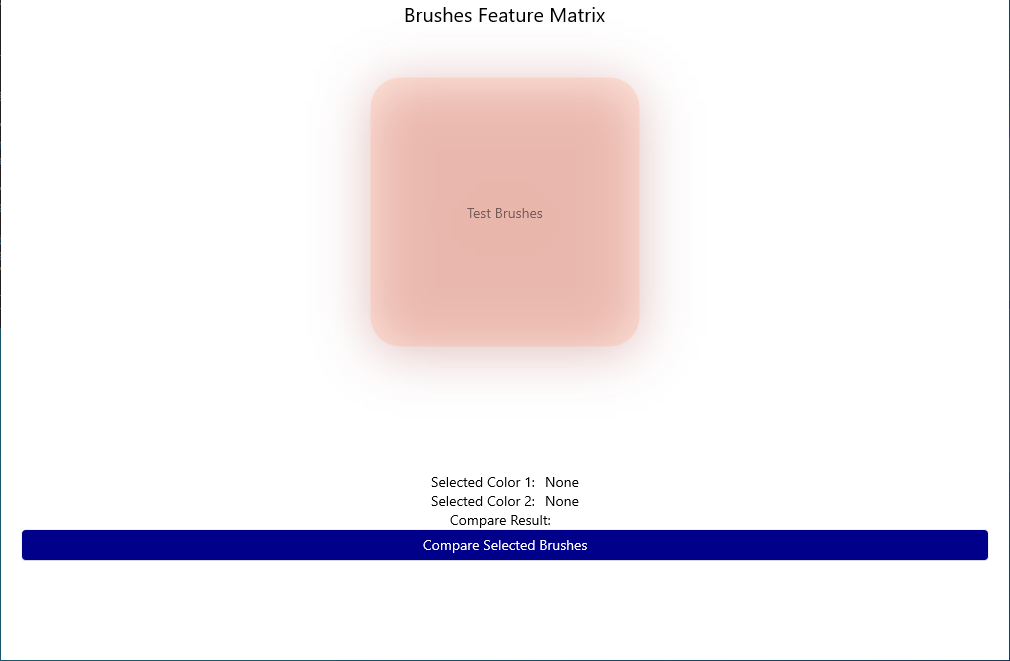 Brushes Feature Matrix
Test Brushes
Selected Color 1: None
Selected Color 2: None
Compare Result:
Compare Selected Brushes